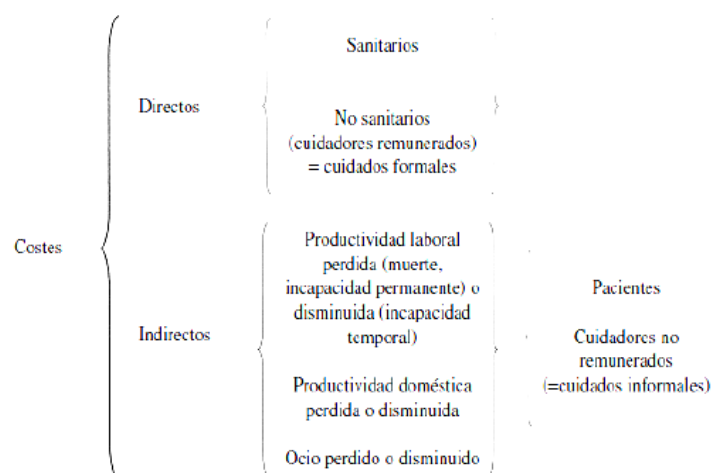 Costes
Directos
Sanitarios
No sanitarios
(cuidadores remunerados)
= cuidados formales
Indirectos
Productividad laboral
perdida (muerte,
incapacidad permanente) o
disminuida (incapacidad
temporal)
Productividad doméstica
perdida o disminuida
Ocio perdido o disminuido
Pacientes
Cuidadores no
remunerados
(=cuidados informales)